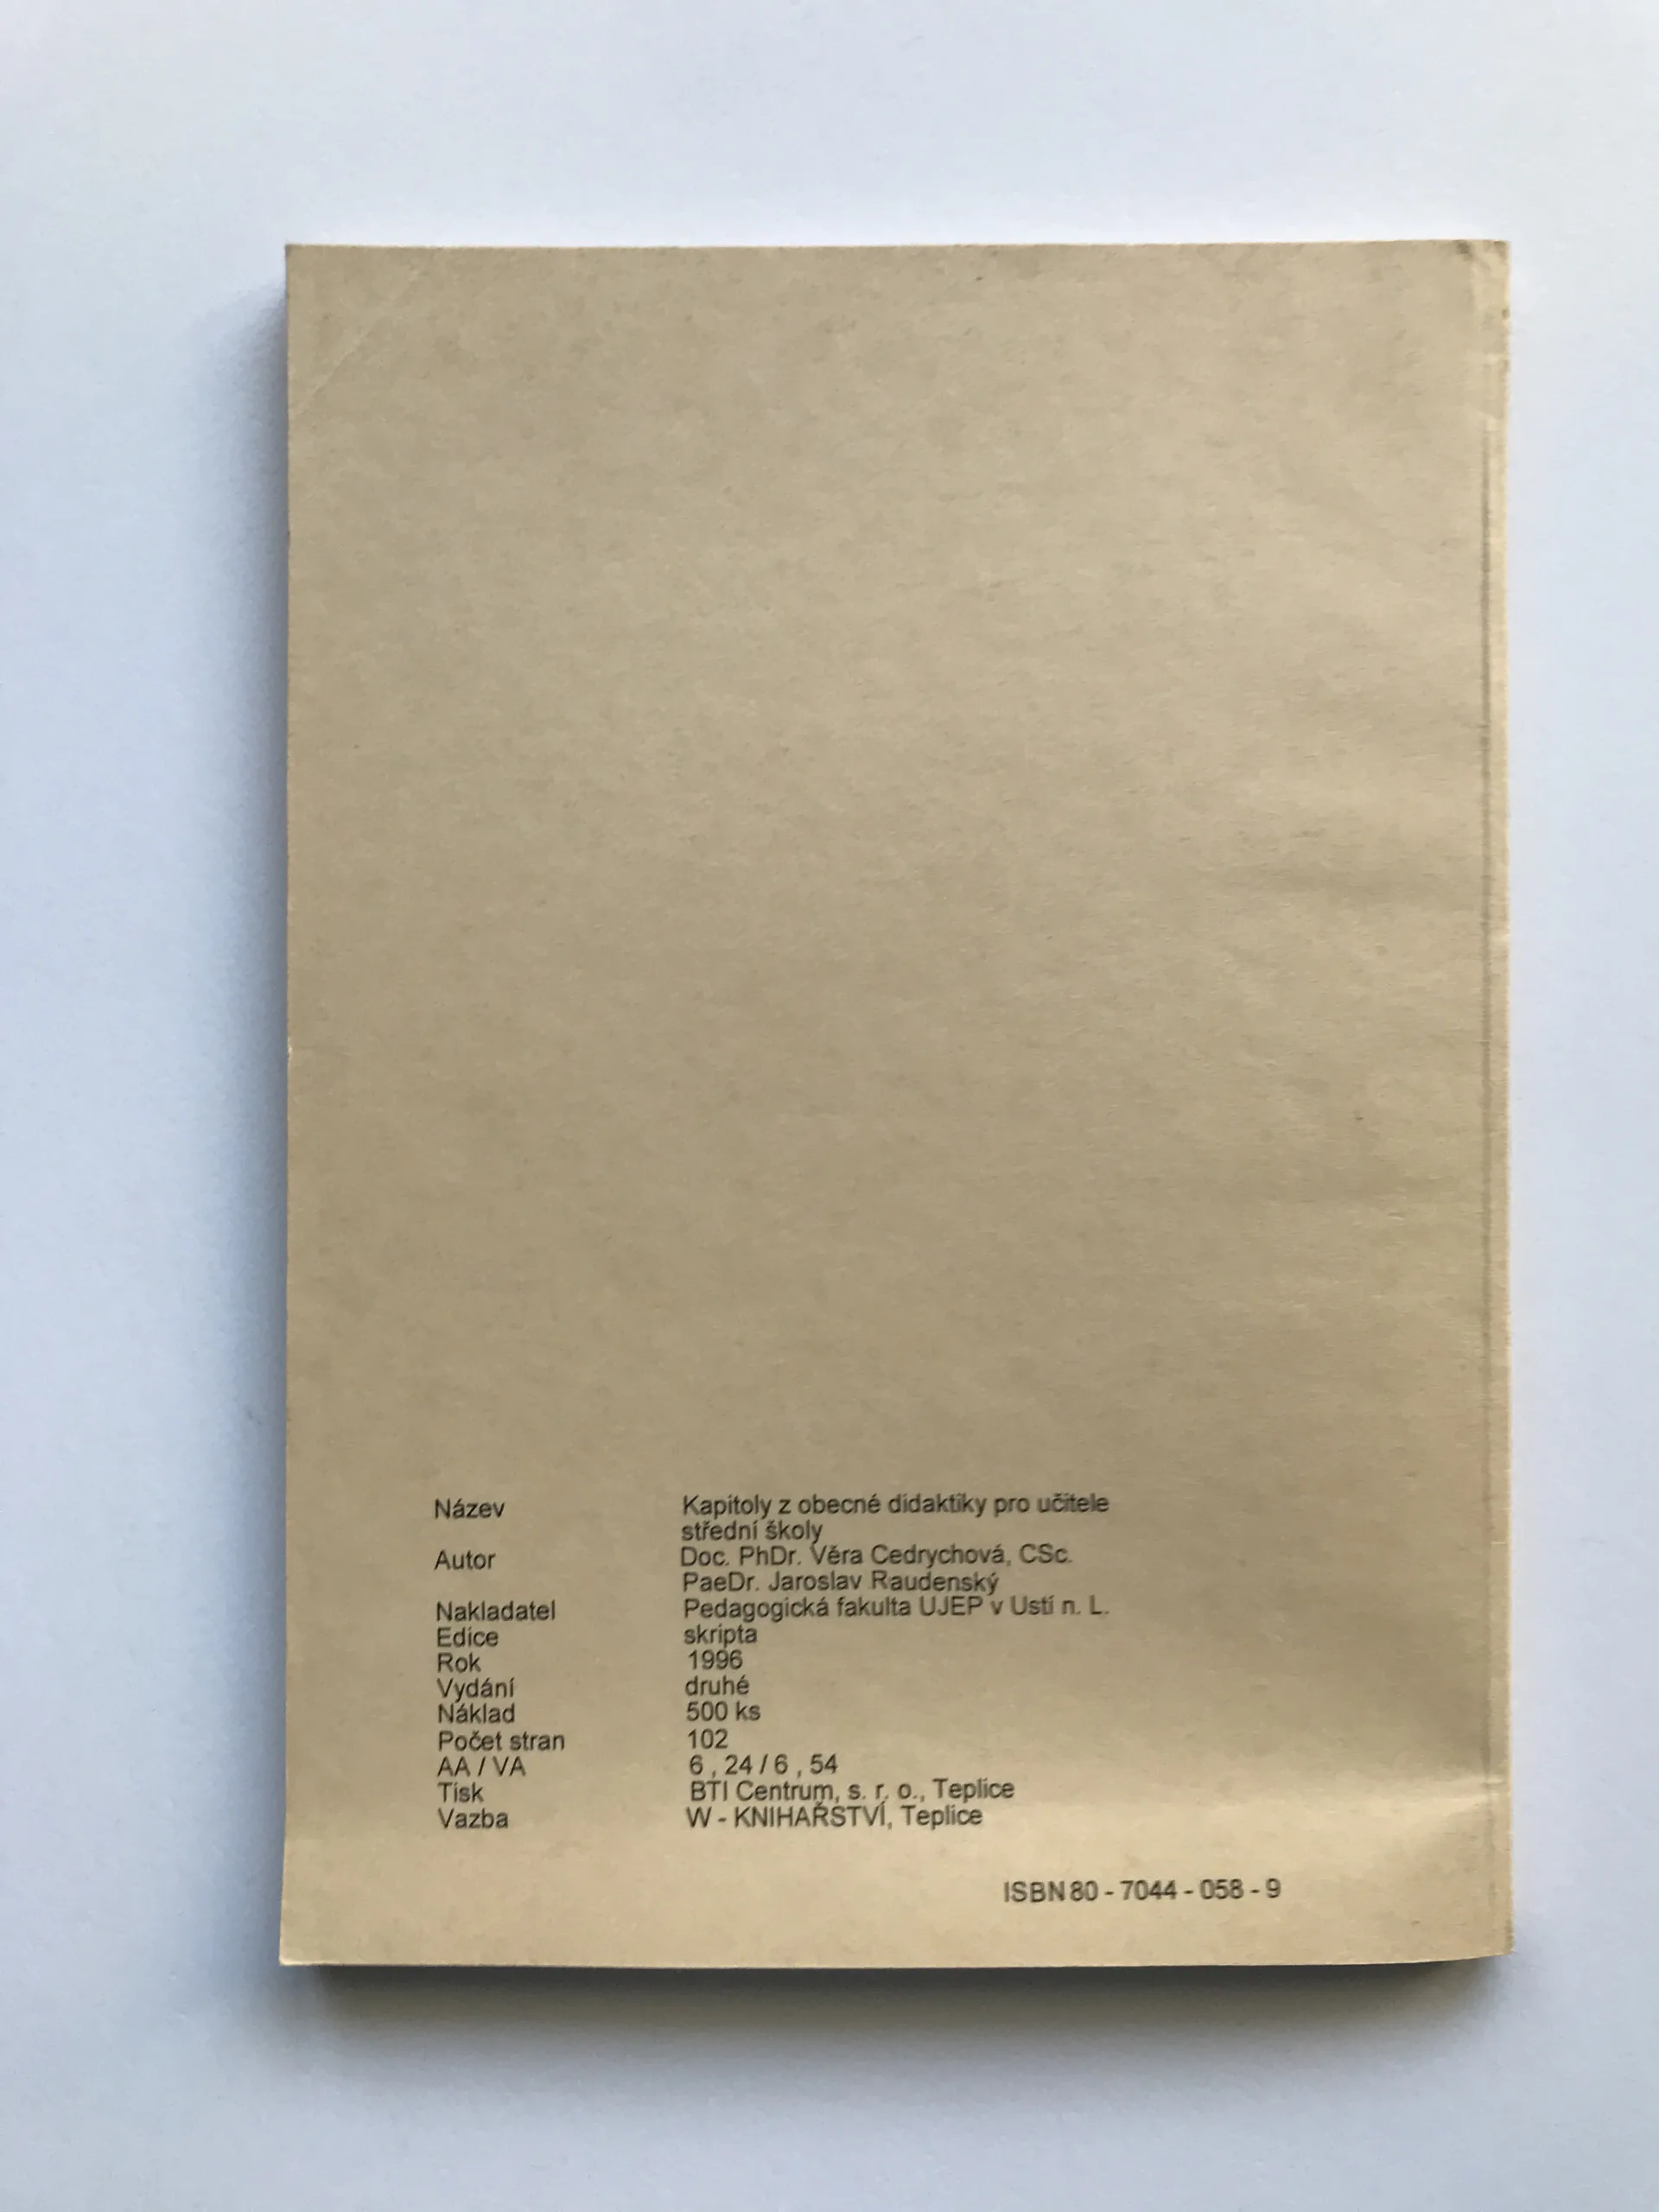 Název Kapitoly z obecné didaktiky pro učitele
střední školy
Autor Doc. PhDr. Věra Cedrychová, CSc.
PaeDr. Jaroslav Raudenský
Nakladatel Pedagogická fakulta UJEP v Ustí n. L.
Edice skripta
Rok 1996
Vydání druhé
Náklad 500 ks
Počet stran 102
AA / VA 6 , 24 / 6 , 54
Tisk BTI Centrum, s. r. o., Teplice
Vazba W - KNIHAŘSTVÍ, Teplice
ISBN 80 - 7044 - 058 - 9